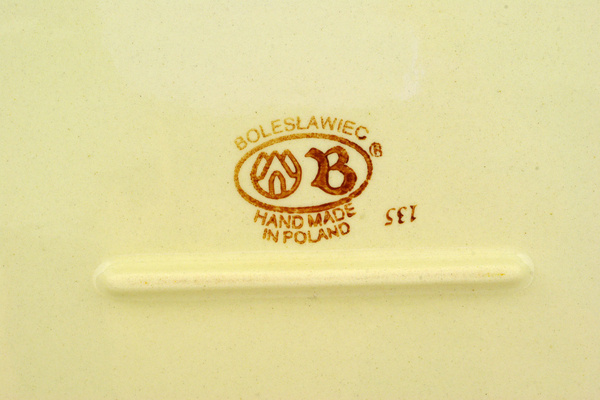 BOLESŁAWIEC
B ®
HAND MADE
IN POLAND
135